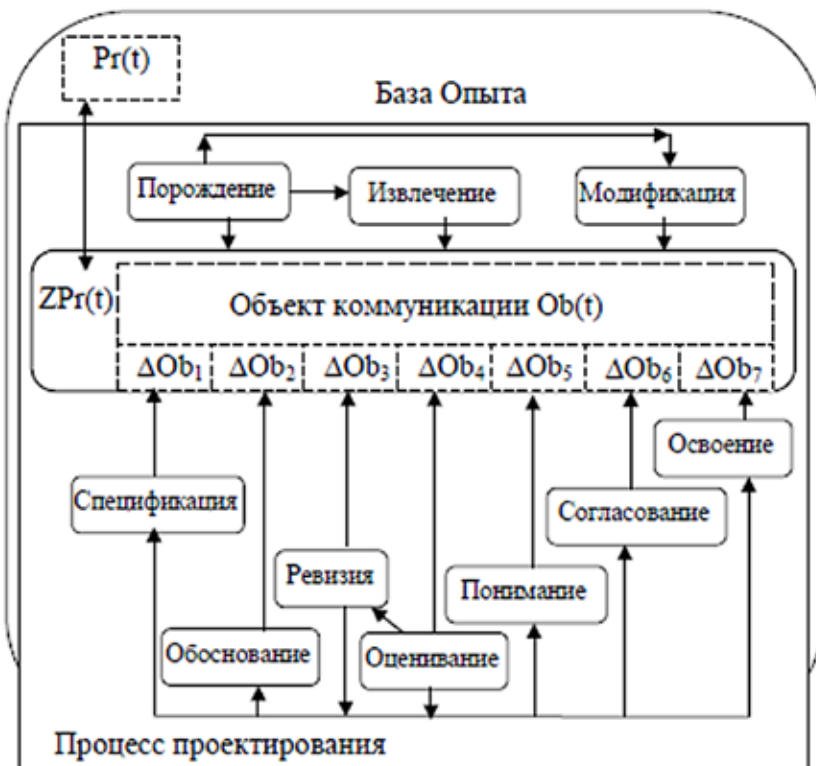 Pr(t)
База Опыта
Порождение
Извлечение
Модификация
ZPr(t)
Объект коммуникации Ob(t)
ΔOb₁ ΔOb₂ ΔOb₃ ΔOb₄ ΔOb₅ ΔOb₆ ΔOb₇
Освоение
Спецификация
Согласование
Ревизия
Понимание
Обоснование
Оценивание
Процесс проектирования